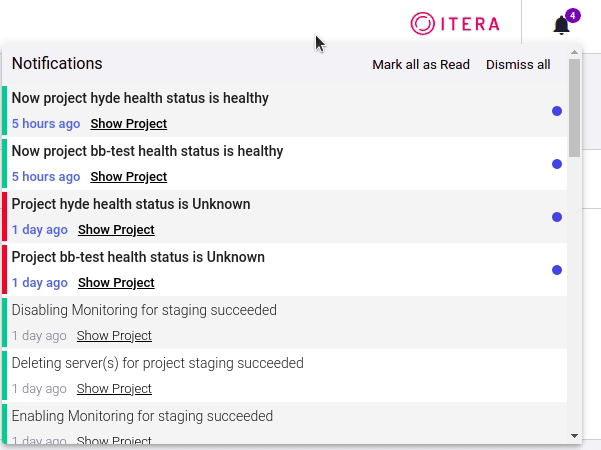 ITERA
4
Notifications Mark all as Read Dismiss all
Now project hyde health status is healthy
5 hours ago Show Project
Now project bb-test health status is healthy
5 hours ago Show Project
Project hyde health status is Unknown
1 day ago Show Project
Project bb-test health status is Unknown
1 day ago Show Project
Disabling Monitoring for staging succeeded
1 day ago Show Project
Deleting server(s) for project staging succeeded
1 day ago Show Project
Enabling Monitoring for staging succeeded
1 day ago Show Project